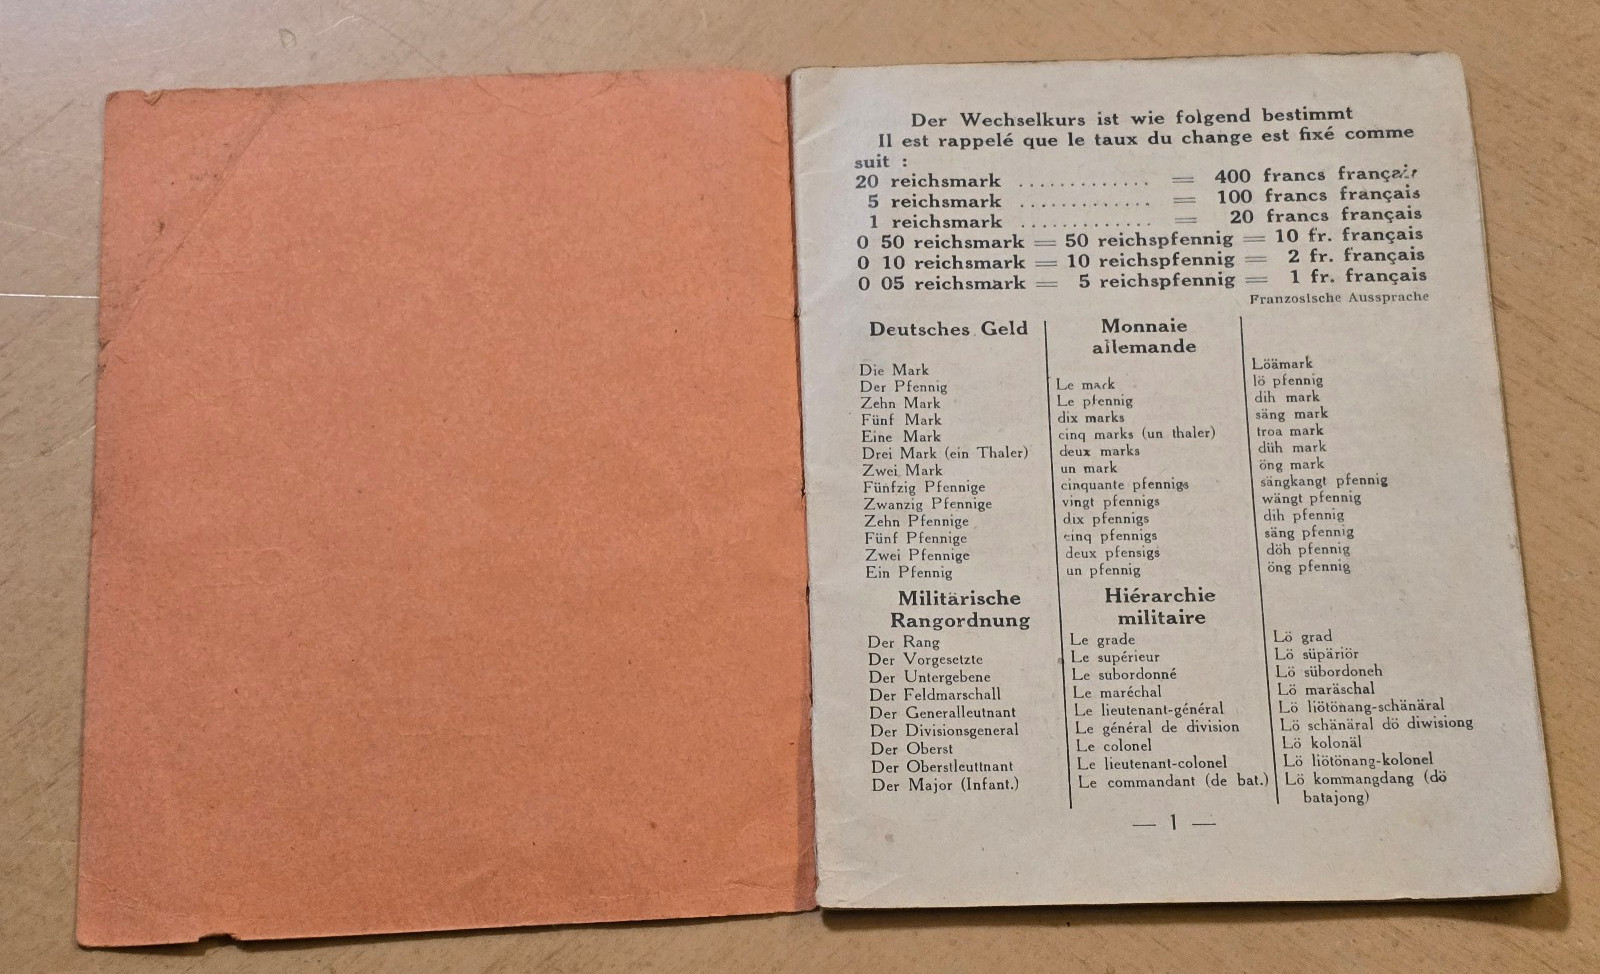 Der Wechselkurs ist wie folgend bestimmt
Il est rappelé que le taux du change est fixé comme
suit :
20 reichsmark ............. = 400 francs français
5 reichsmark ............. = 100 francs français
1 reichsmark ............. = 20 francs français
0 50 reichsmark = 50 reichspfennig = 10 fr. français
0 10 reichsmark = 10 reichspfennig = 2 fr. français
0 05 reichsmark = 5 reichspfennig = 1 fr. français
Franzosische Aussprache
Deutsches Geld
Die Mark
Der Pfennig
Zehn Mark
Fünf Mark
Eine Mark
Drei Mark (ein Thaler)
Zwei Mark
Fünfzig Pfennige
Zwanzig Pfennige
Zehn Pfennige
Fünf Pfennige
Zwei Pfennige
Ein Pfennig
Monnaie
allemande
Le mark
Le pfennig
dix marks
cinq marks (un thaler)
deux marks
un mark
cinquante pfennigs
vingt pfennigs
dix pfennigs
cinq pfennigs
deux pfensigs
un pfennig
Löämark
lö pfennig
dih mark
säng mark
troa mark
düh mark
öng mark
sängkangt pfennig
wängt pfennig
dih pfennig
säng pfennig
döh pfennig
öng pfennig
Militärische
Rangordnung
Der Rang
Der Vorgesetzte
Der Untergebene
Der Feldmarschall
Der Generalleutnant
Der Divisionsgeneral
Der Oberst
Der Oberstleuttnant
Der Major (Infant.)
Hiérarchie
militaire
Le grade
Le supérieur
Le subordonné
Le maréchal
Le lieutenant-général
Le général de division
Le colonel
Le lieutenant-colonel
Le commandant (de bat.)
Lö grad
Lö süpäriör
Lö sübordoneh
Lö maräschal
Lö liötönang-schänäral
Lö schänäral dö diwisiong
Lö kolonäl
Lö liötönang-kolonel
Lö kommangdang (dö
batajong)
— 1 —